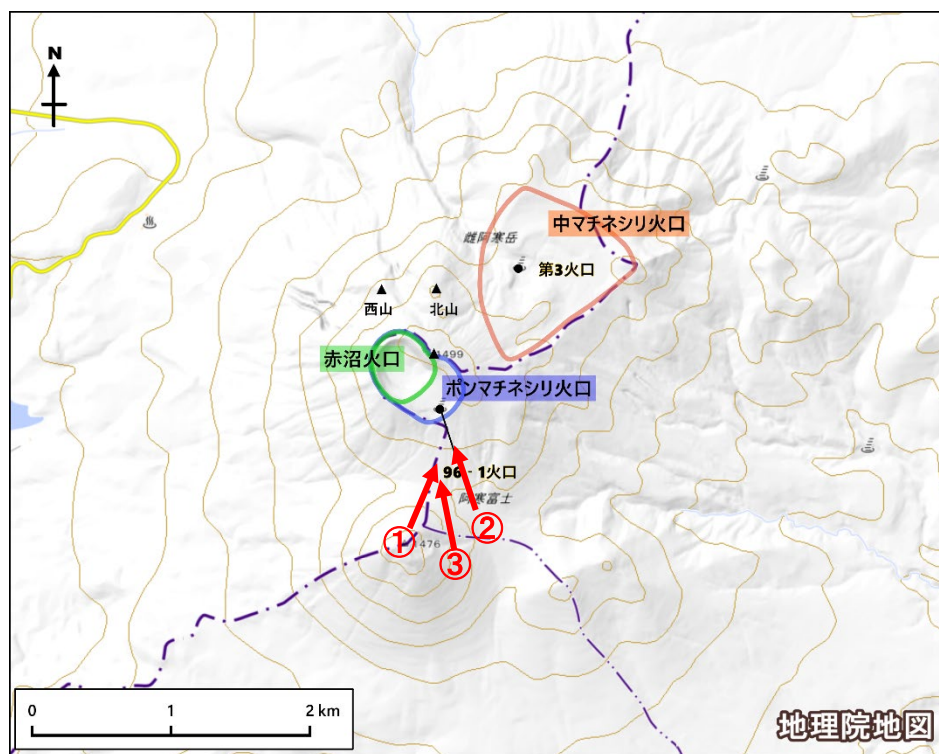 N
中マチネシリ火口
雌阿寒岳
第3火口
西山
北山
赤沼火口
1499
ポンマチネシリ火口
96-1火口
阿寒富士
①
②
③
1476
0 1 2 km
地理院地図